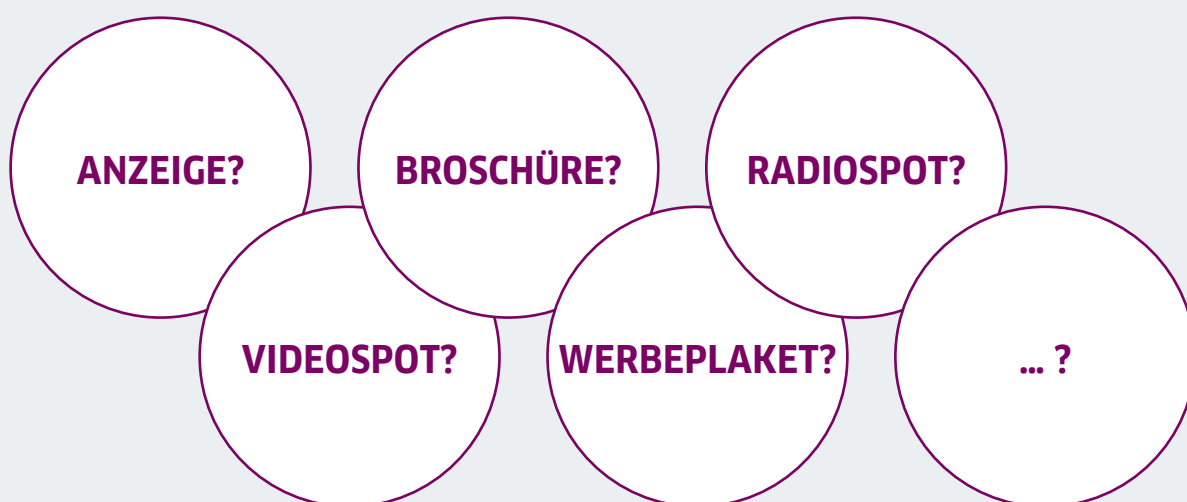 ANZEIGE?
BROSCHÜRE?
RADIOSPOT?
VIDEOSPOT?
WERBEPLAKET?
... ?